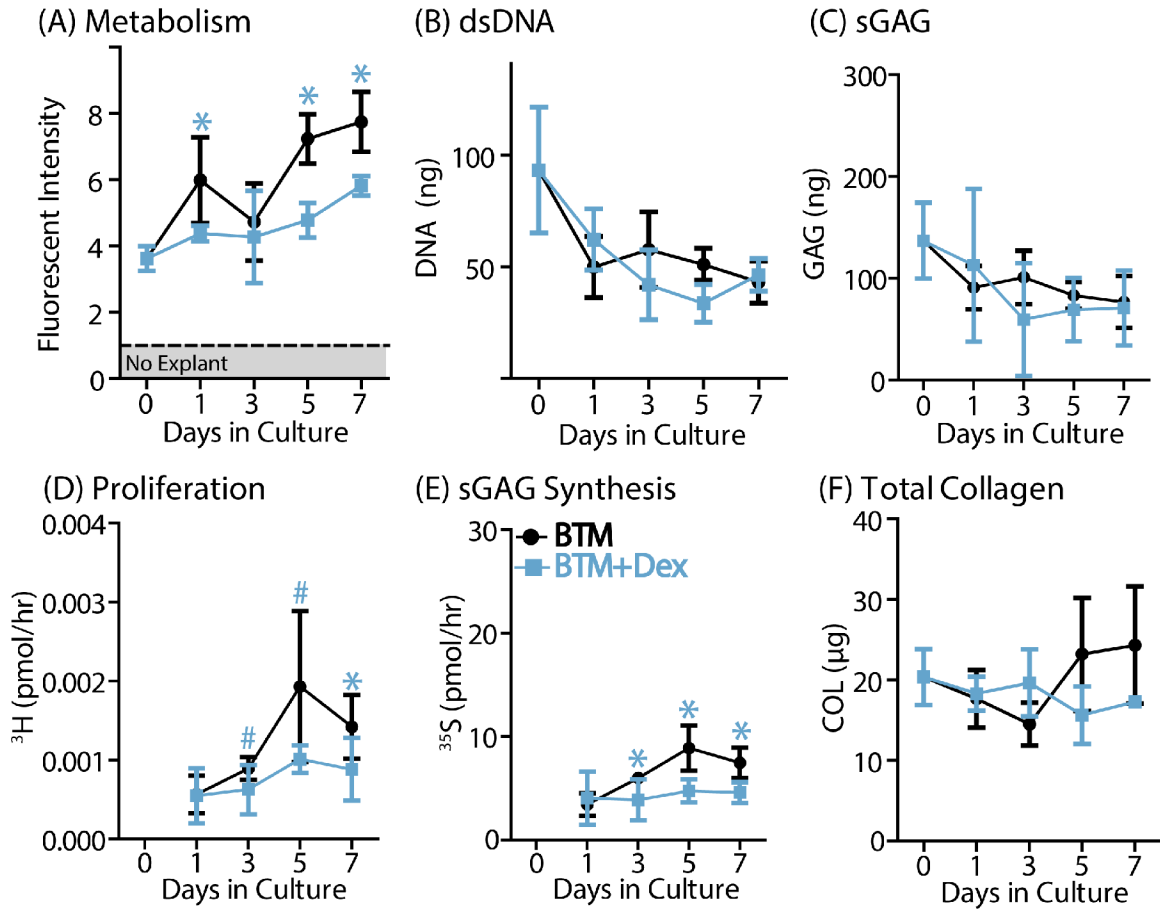 (A) Metabolism
Fluorescent Intensity
8
6
4
2
0
* * *
No Explant
0 1 3 5 7
Days in Culture
(B) dsDNA
DNA (ng)
100
50
0 1 3 5 7
Days in Culture
(C) sGAG
GAG (ng)
300
200
100
0
0 1 3 5 7
Days in Culture
(D) Proliferation
³H (pmol/hr)
0.004
0.003
0.002
0.001
0.000
# # *
0 1 3 5 7
Days in Culture
(E) sGAG Synthesis
³⁵S (pmol/hr)
30
20
10
0
BTM
BTM+Dex
* * *
0 1 3 5 7
Days in Culture
(F) Total Collagen
COL (µg)
40
30
20
10
0
0 1 3 5 7
Days in Culture